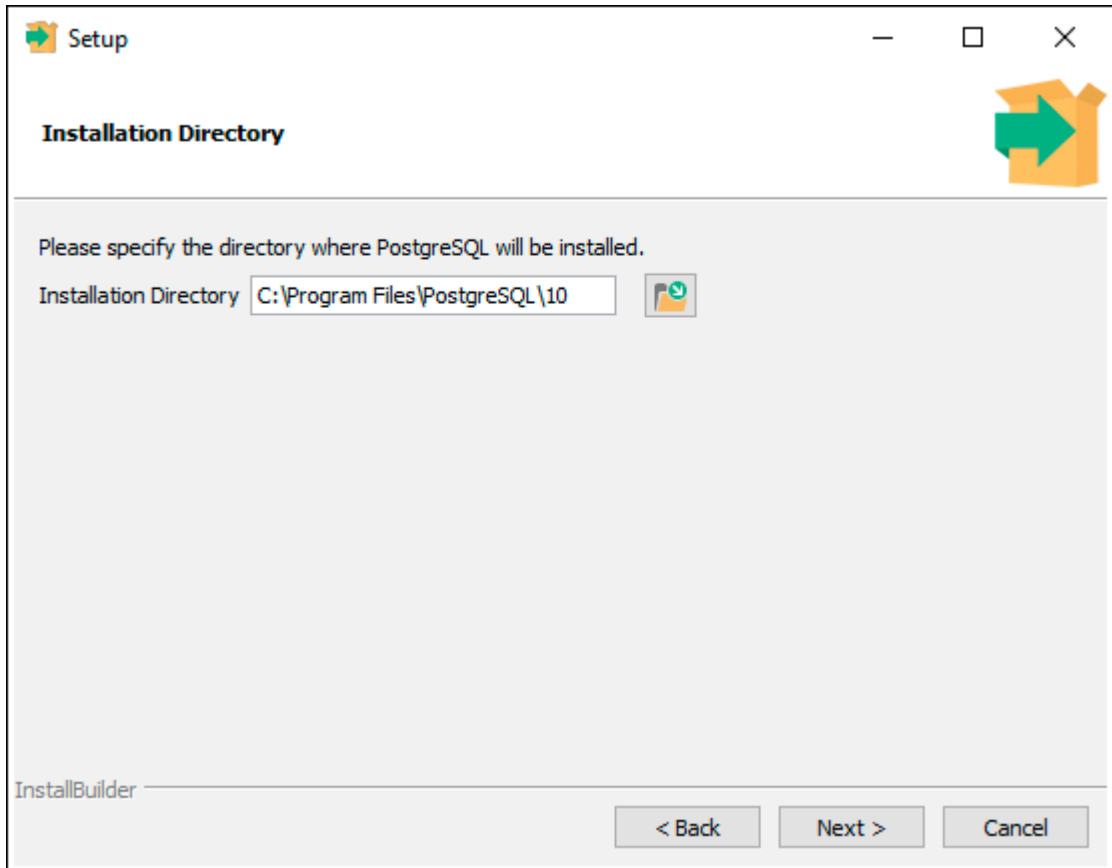 Setup
Installation Directory
Please specify the directory where PostgreSQL will be installed.
Installation Directory C:\Program Files\PostgreSQL\10
InstallBuilder
< Back Next > Cancel